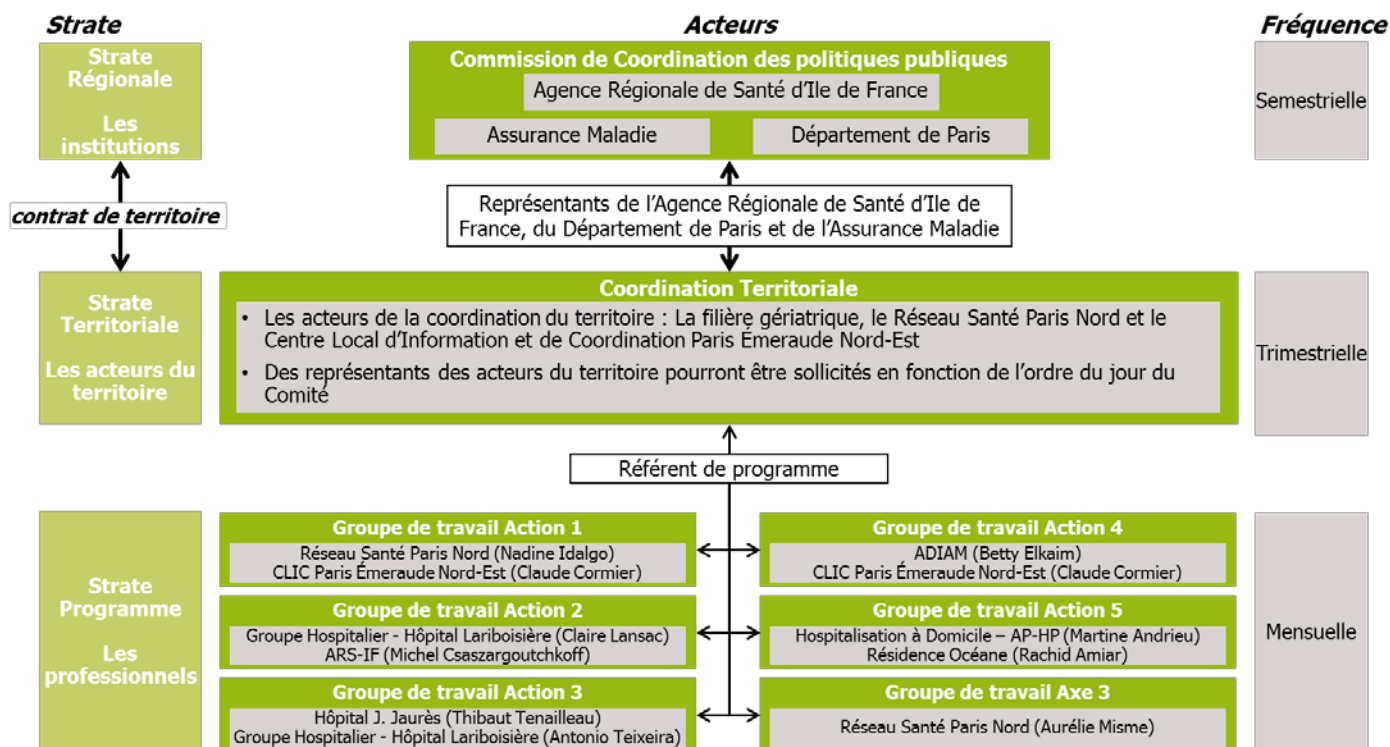 Strate
Acteurs
Fréquence
Strate
Régionale
Les
institutions
Commission de Coordination des politiques publiques
Agence Régionale de Santé d'Ile de France
Assurance Maladie
Département de Paris
Semestrielle
contrat de territoire
Représentants de l'Agence Régionale de Santé d'Ile de
France, du Département de Paris et de l'Assurance Maladie
Strate
Territoriale
Les acteurs du
territoire
Coordination Territoriale
• Les acteurs de la coordination du territoire : La filière gériatrique, le Réseau Santé Paris Nord et le
Centre Local d'Information et de Coordination Paris Émeraude Nord-Est
• Des représentants des acteurs du territoire pourront être sollicités en fonction de l'ordre du jour du
Comité
Trimestrielle
Référent de programme
Strate
Programme
Les
professionnels
Groupe de travail Action 1
Réseau Santé Paris Nord (Nadine Idalgo)
CLIC Paris Émeraude Nord-Est (Claude Cormier)
Groupe de travail Action 4
ADIAM (Betty Elkaim)
CLIC Paris Émeraude Nord-Est (Claude Cormier)
Groupe de travail Action 2
Groupe Hospitalier - Hôpital Lariboisière (Claire Lansac)
ARS-IF (Michel Csaszargoutchkoff)
Groupe de travail Action 5
Hospitalisation à Domicile – AP-HP (Martine Andrieu)
Résidence Océane (Rachid Amiar)
Groupe de travail Action 3
Hôpital J. Jaurès (Thibaut Tenailleau)
Groupe Hospitalier - Hôpital Lariboisière (Antonio Teixeira)
Groupe de travail Axe 3
Réseau Santé Paris Nord (Aurélie Misme)
Mensuelle